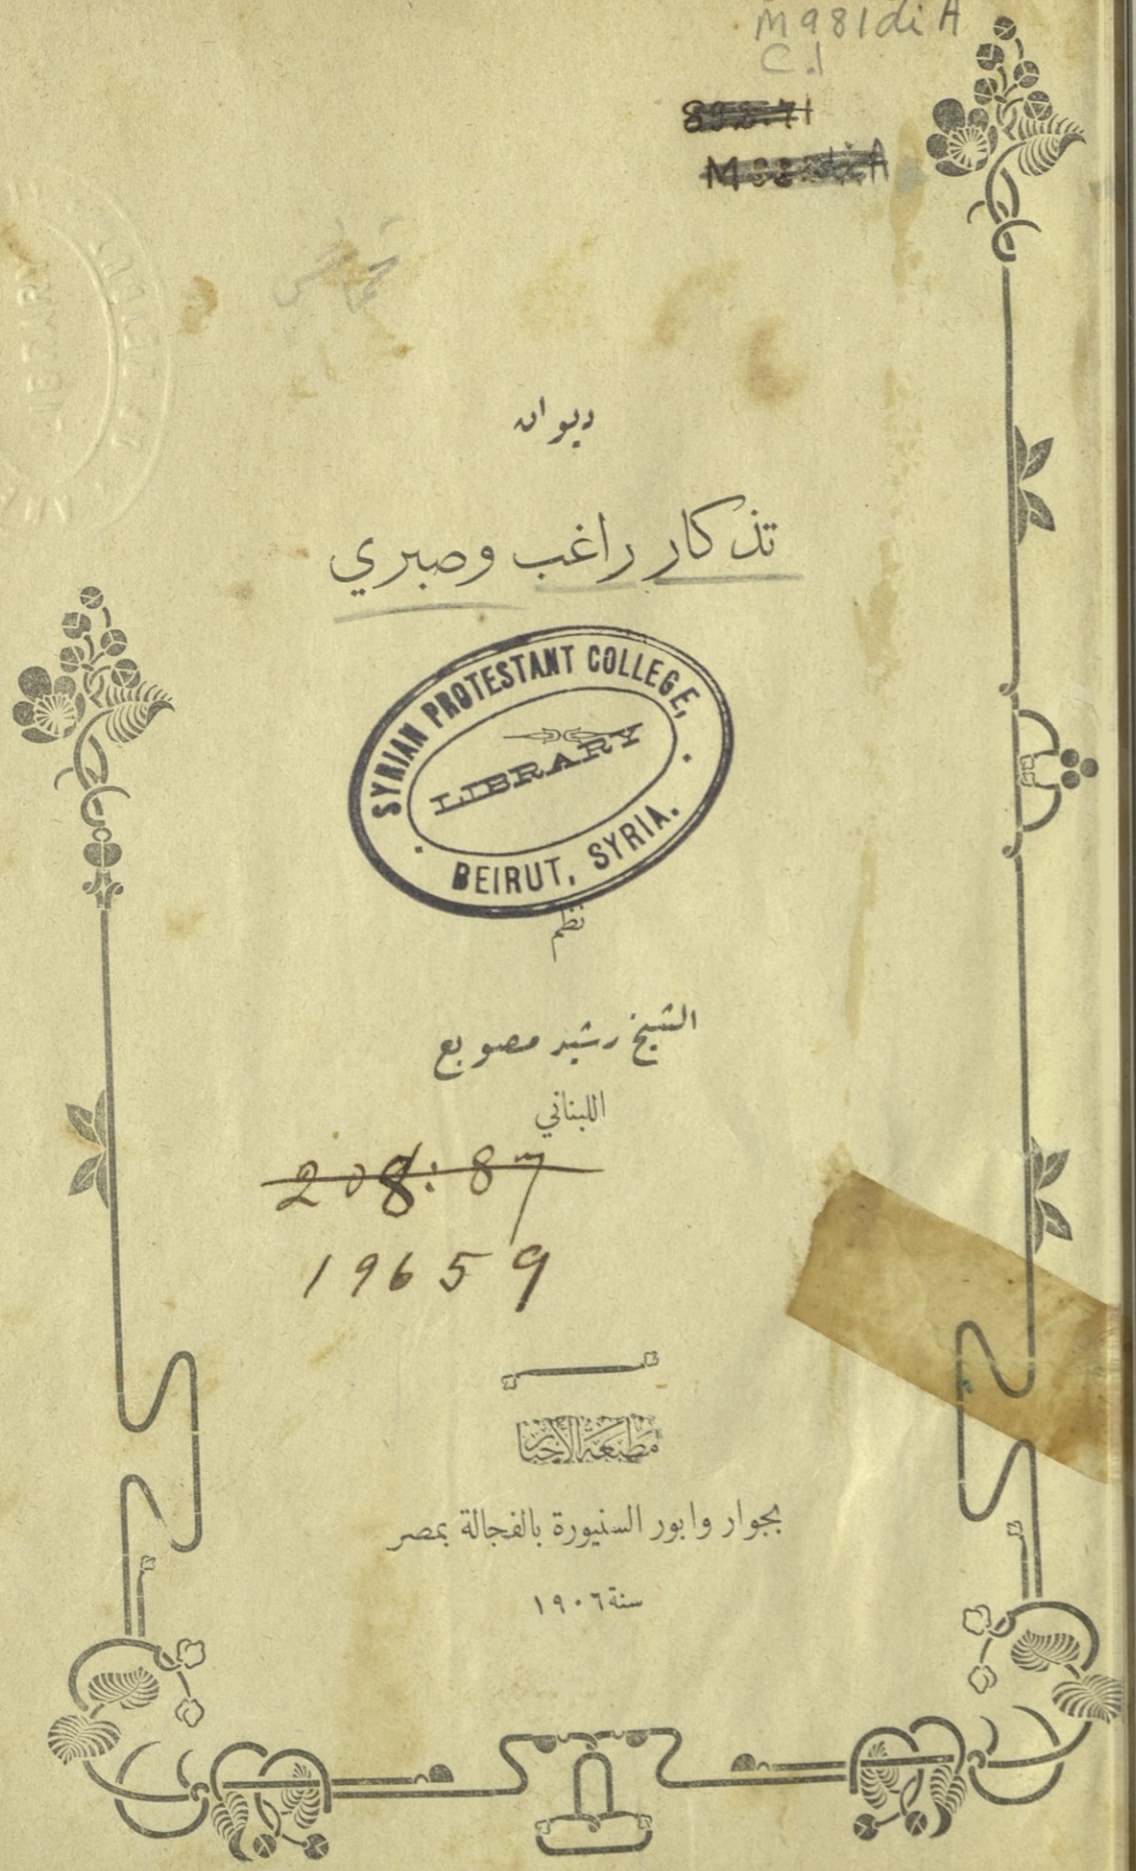 M981diA
C.1
ديوان
تذكار راغب وصبري
SYRIAN PROTESTANT COLLEGE,
LIBRARY
BEIRUT, SYRIA.
نظم
الشيخ رشيد مصوبع
اللبناني
208:87
19659
مطبعة الاخبار
بجوار وابور السنيورة بالفجالة بمصر
سنة ١٩٠٦